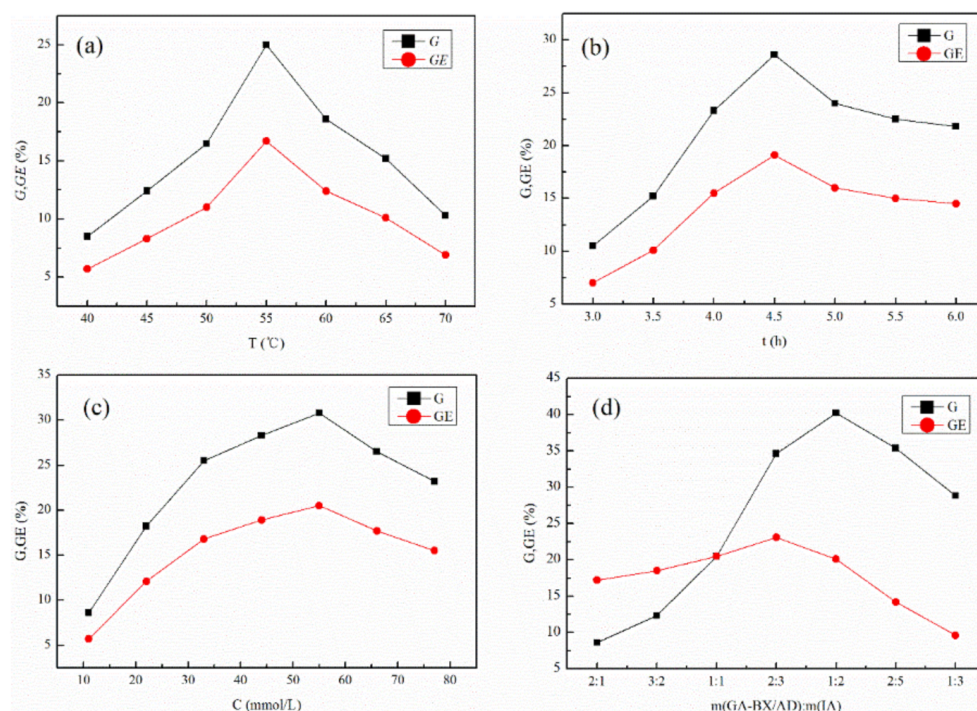 (a)
G
GE
25
20
15
10
5
G,GE (%)
40 45 50 55 60 65 70
T (℃)
(b)
G
GE
30
25
20
15
10
5
G,GE (%)
3.0 3.5 4.0 4.5 5.0 5.5 6.0
t (h)
(c)
G
GE
35
30
25
20
15
10
5
G,GE (%)
10 20 30 40 50 60 70 80
C (mmol/L)
(d)
G
GE
45
40
35
30
25
20
15
10
5
G,GE (%)
2:1 3:2 1:1 2:3 1:2 2:5 1:3
m(GA-BX/AD):m(IA)